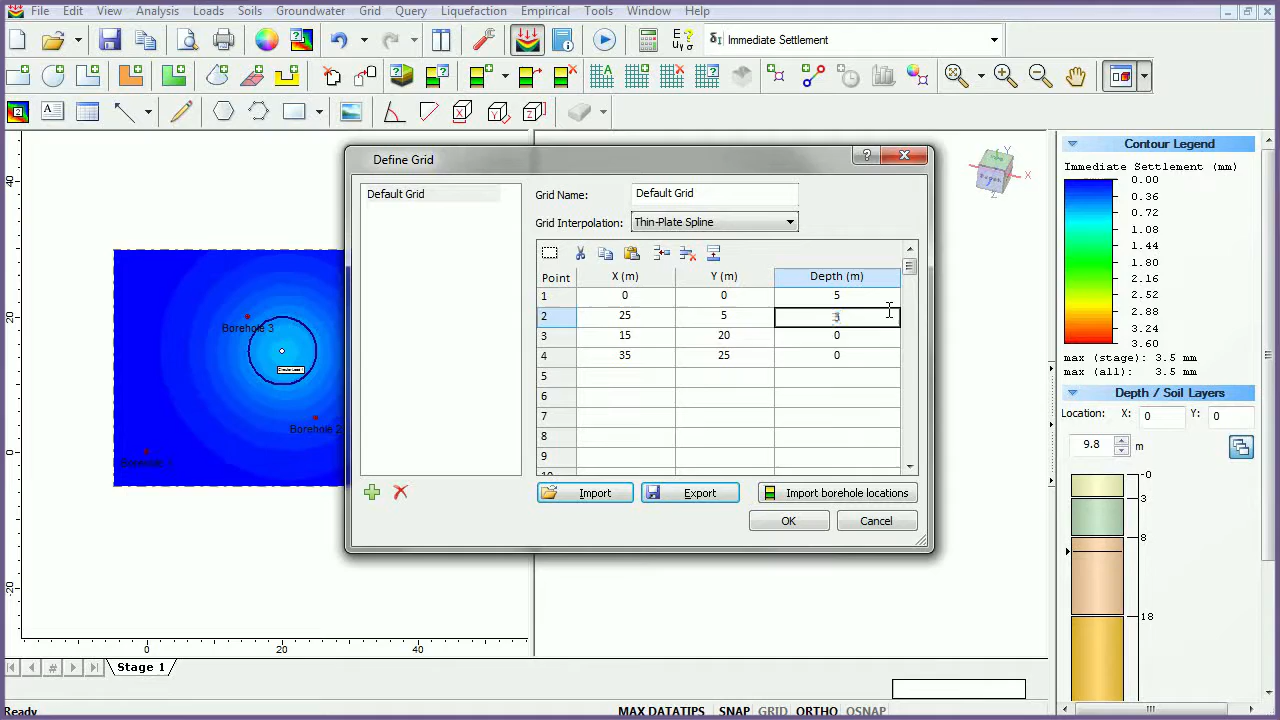 File Edit View Analysis Loads Soils Groundwater Grid Query Liquefaction Empirical Tools Window Help
Immediate Settlement
Define Grid
Default Grid
Grid Name: Default Grid
Grid Interpolation: Thin-Plate Spline
Point X (m) Y (m) Depth (m)
1 0 0 5
2 25 5 3
3 15 20 0
4 35 25 0
5
6
7
8
9
10
Import Export Import borehole locations
OK Cancel
40
20
0
-20
Borehole 3
Borehole 2
0 20 40
Contour Legend
Immediate Settlement (mm)
0.00
0.36
0.72
1.08
1.44
1.80
2.16
2.52
2.88
3.24
3.60
max (stage): 3.5 mm
max (all): 3.5 mm
Depth / Soil Layers
Location: X: 0 Y: 0
9.8 m
-0
3
8
18
Stage 1
Ready
MAX DATATIPS SNAP GRID ORTHO OSNAP